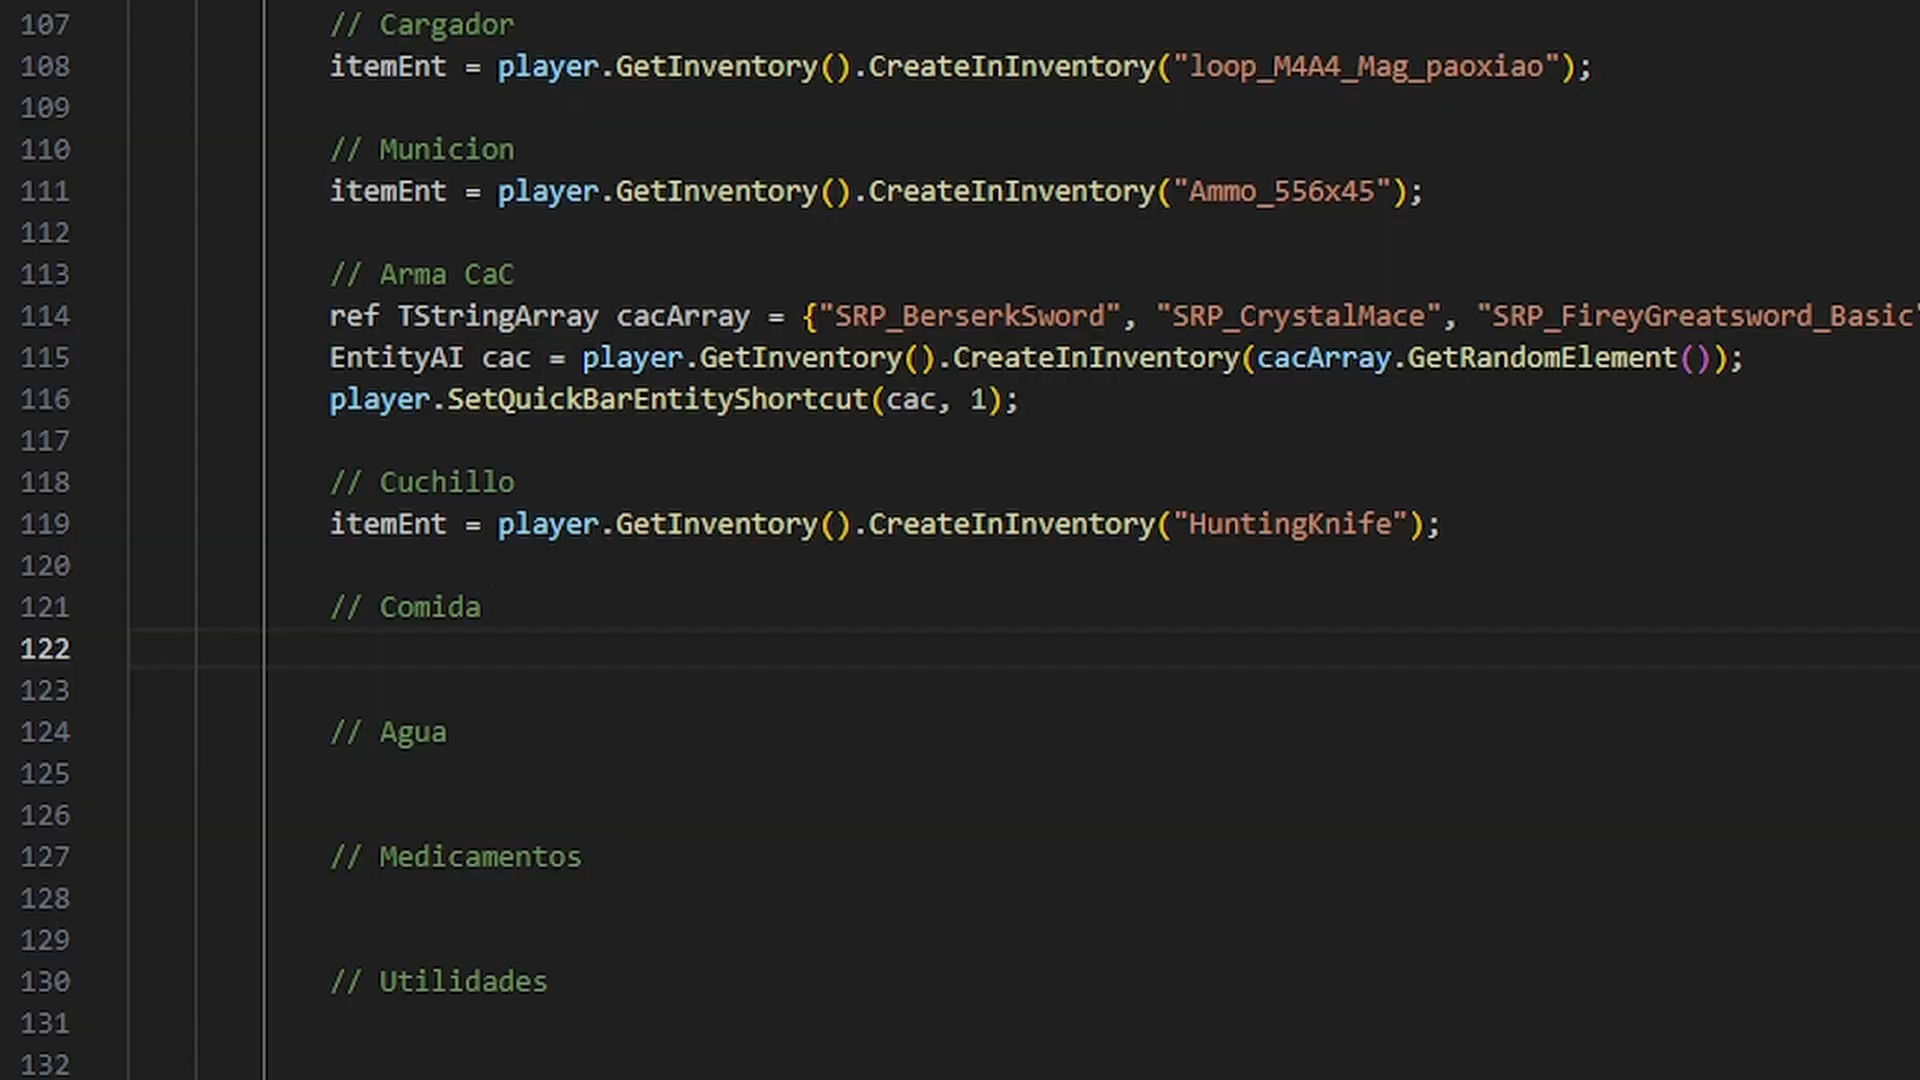 107 // Cargador
108 itemEnt = player.GetInventory().CreateInInventory("loop_M4A4_Mag_paoxiao");
109
110 // Municion
111 itemEnt = player.GetInventory().CreateInInventory("Ammo_556x45");
112
113 // Arma CaC
114 ref TStringArray cacArray = {"SRP_BerserkSword", "SRP_CrystalMace", "SRP_FireyGreatsword_Basic"
115 EntityAI cac = player.GetInventory().CreateInInventory(cacArray.GetRandomElement());
116 player.SetQuickBarEntityShortcut(cac, 1);
117
118 // Cuchillo
119 itemEnt = player.GetInventory().CreateInInventory("HuntingKnife");
120
121 // Comida
122
123
124 // Agua
125
126
127 // Medicamentos
128
129
130 // Utilidades
131
132